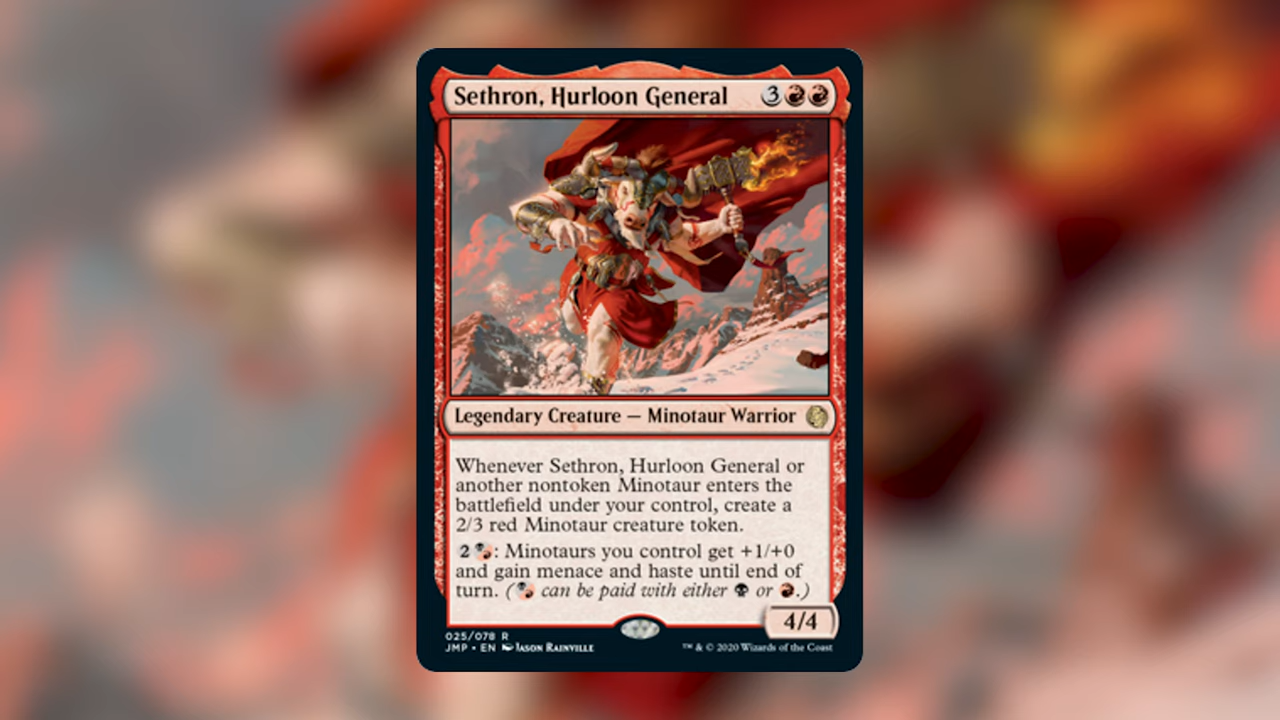 Sethron, Hurloon General 3
Legendary Creature — Minotaur Warrior
Whenever Sethron, Hurloon General or
another nontoken Minotaur enters the
battlefield under your control, create a
2/3 red Minotaur creature token.
2 : Minotaurs you control get +1/+0
and gain menace and haste until end of
turn. ( can be paid with either or .)
4/4
025/078 R
JMP • EN Jason Rainville
™ & © 2020 Wizards of the Coast